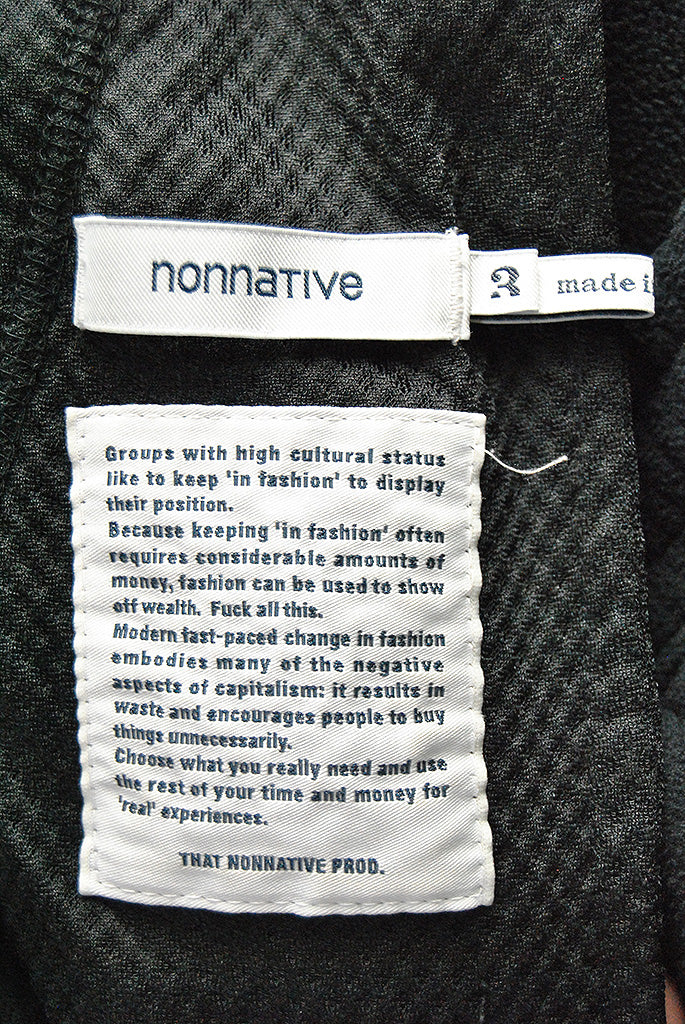 nonnative
3
made i
Groups with high cultural status
like to keep 'in fashion' to display
their position.
Because keeping 'in fashion' often
requires considerable amounts of
money, fashion can be used to show
off wealth. Fuck all this.
Modern fast-paced change in fashion
embodies many of the negative
aspects of capitalism: it results in
waste and encourages people to buy
things unnecessarily.
Choose what you really need and use
the rest of your time and money for
'real' experiences.
THAT NONNATIVE PROD.